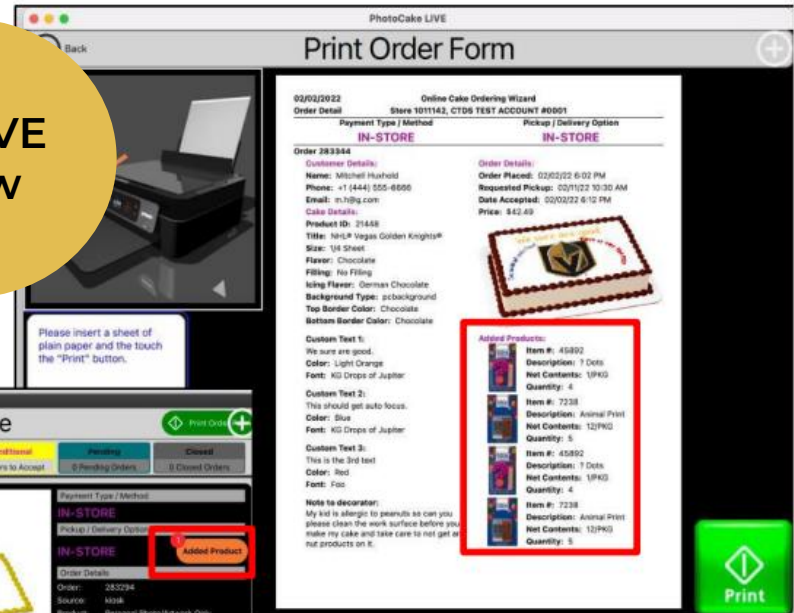 PhotoCake LIVE
Back
Print Order Form
VE
w
02/02/2022 Online Cake Ordering Wizard
Order Detail Store 1011142, CTDS TEST ACCOUNT #0001
Payment Type / Method Pickup / Delivery Option
IN-STORE IN-STORE
Order 283344
Customer Details:
Name: Mitchell Huxhold
Phone: +1 (444) 555-6666
Email: m.h@g.com
Cake Details:
Product ID: 21448
Title: NHL® Vegas Golden Knights®
Size: 1/4 Sheet
Flavor: Chocolate
Filling: No Filling
Icing Flavor: German Chocolate
Background Type: pcbackground
Top Border Color: Chocolate
Bottom Border Color: Chocolate
Custom Text 1:
We sure are good.
Color: Light Orange
Font: KG Drops of Jupiter
Custom Text 2:
This should get auto focus.
Color: Blue
Font: KG Drops of Jupiter
Custom Text 3:
This is the 3rd text
Color: Red
Font: Foo
Note to decorator:
My kid is allergic to peanuts so can you
please clean the work surface before you
make my cake and take care to not get an
nut products on it.
Order Details:
Order Placed: 02/02/22 6:02 PM
Requested Pickup: 02/11/22 10:30 AM
Date Accepted: 02/02/22 6:12 PM
Price: $42.49
Added Products:
Item #: 45892
Description: ? Dots
Net Contents: 1/PKG
Quantity: 4
Item #: 7238
Description: Animal Print
Net Contents: 12/PKG
Quantity: 5
Item #: 45892
Description: ? Dots
Net Contents: 1/PKG
Quantity: 4
Item #: 7238
Description: Animal Print
Net Contents: 12/PKG
Quantity: 5
Please insert a sheet of
plain paper and the touch
the "Print" button.
e
Print Orde
ditional Pending Closed
rs to Accept 0 Pending Orders 0 Closed Orders
Payment Type / Method
IN-STORE
Pickup / Delivery Option
IN-STORE
1
Added Product
Order Details
Order: 283294
Source: kiosk
Print